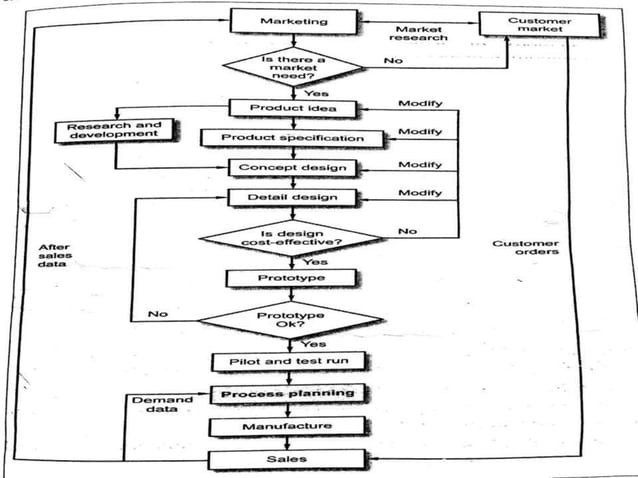 Marketing
Market
research
Customer
market
Is there a
market
need?
No
Yes
Product idea
Modify
Research and
development
Product specification
Modify
Concept design
Modify
Detail design
Modify
Is design
cost-effective?
No
Yes
After
sales
data
Customer
orders
Prototype
Prototype
Ok?
No
Yes
Pilot and test run
Process planning
Demand
data
Manufacture
Sales